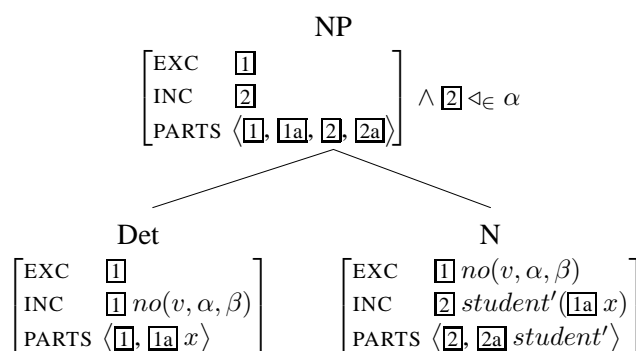 NP
EXC 1
INC 2
PARTS ⟨1, 1a, 2, 2a⟩ ∧ 2 ◁∈ α
Det N
EXC 1 EXC 1 no(v, α, β)
INC 1 no(v, α, β) INC 2 student′(1a x)
PARTS ⟨1, 1a x⟩ PARTS ⟨2, 2a student′⟩